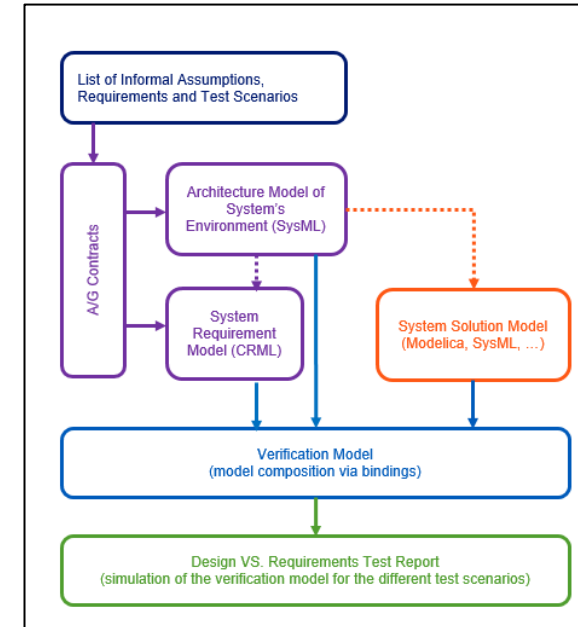 List of Informal Assumptions,
Requirements and Test Scenarios
A/G Contracts
Architecture Model of
System's
Environment (SysML)
System
Requirement
Model (CRML)
System Solution Model
(Modelica, SysML, ...)
Verification Model
(model composition via bindings)
Design VS. Requirements Test Report
(simulation of the verification model for the different test scenarios)